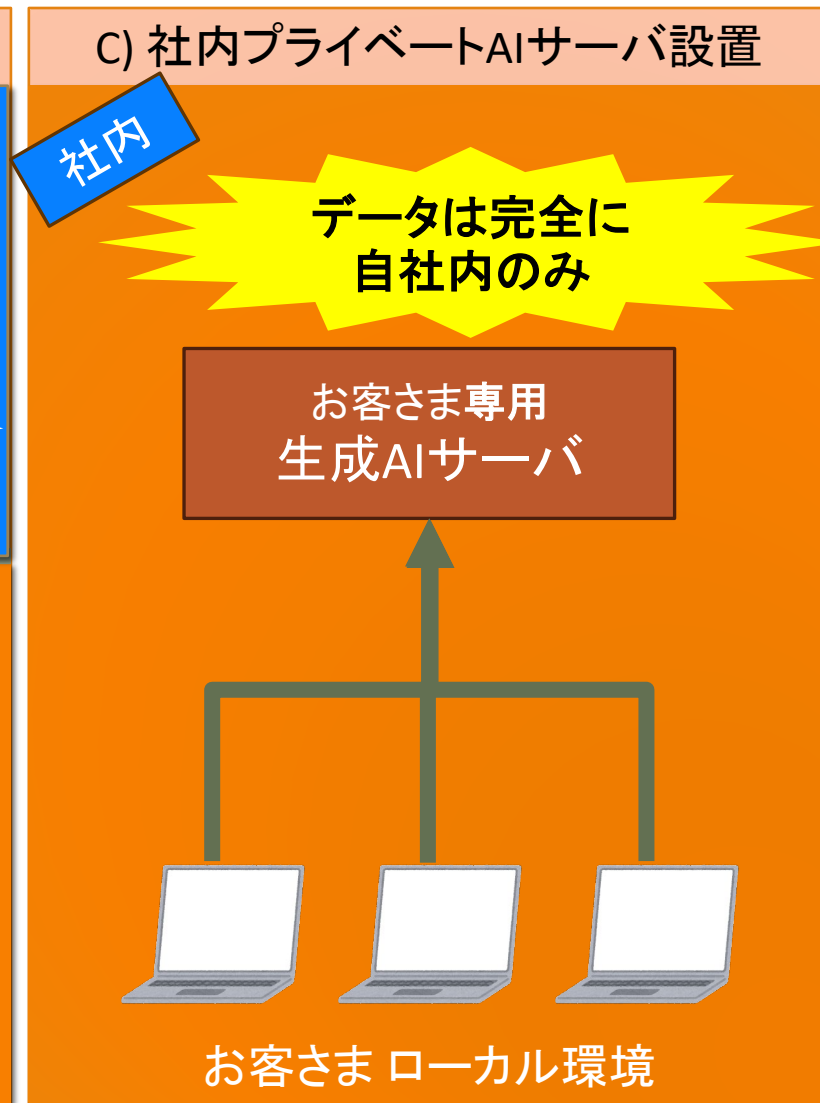 C) 社内プライベートAIサーバ設置
社内
データは完全に
自社内のみ
お客さま専用
生成AIサーバ
お客さま ローカル環境